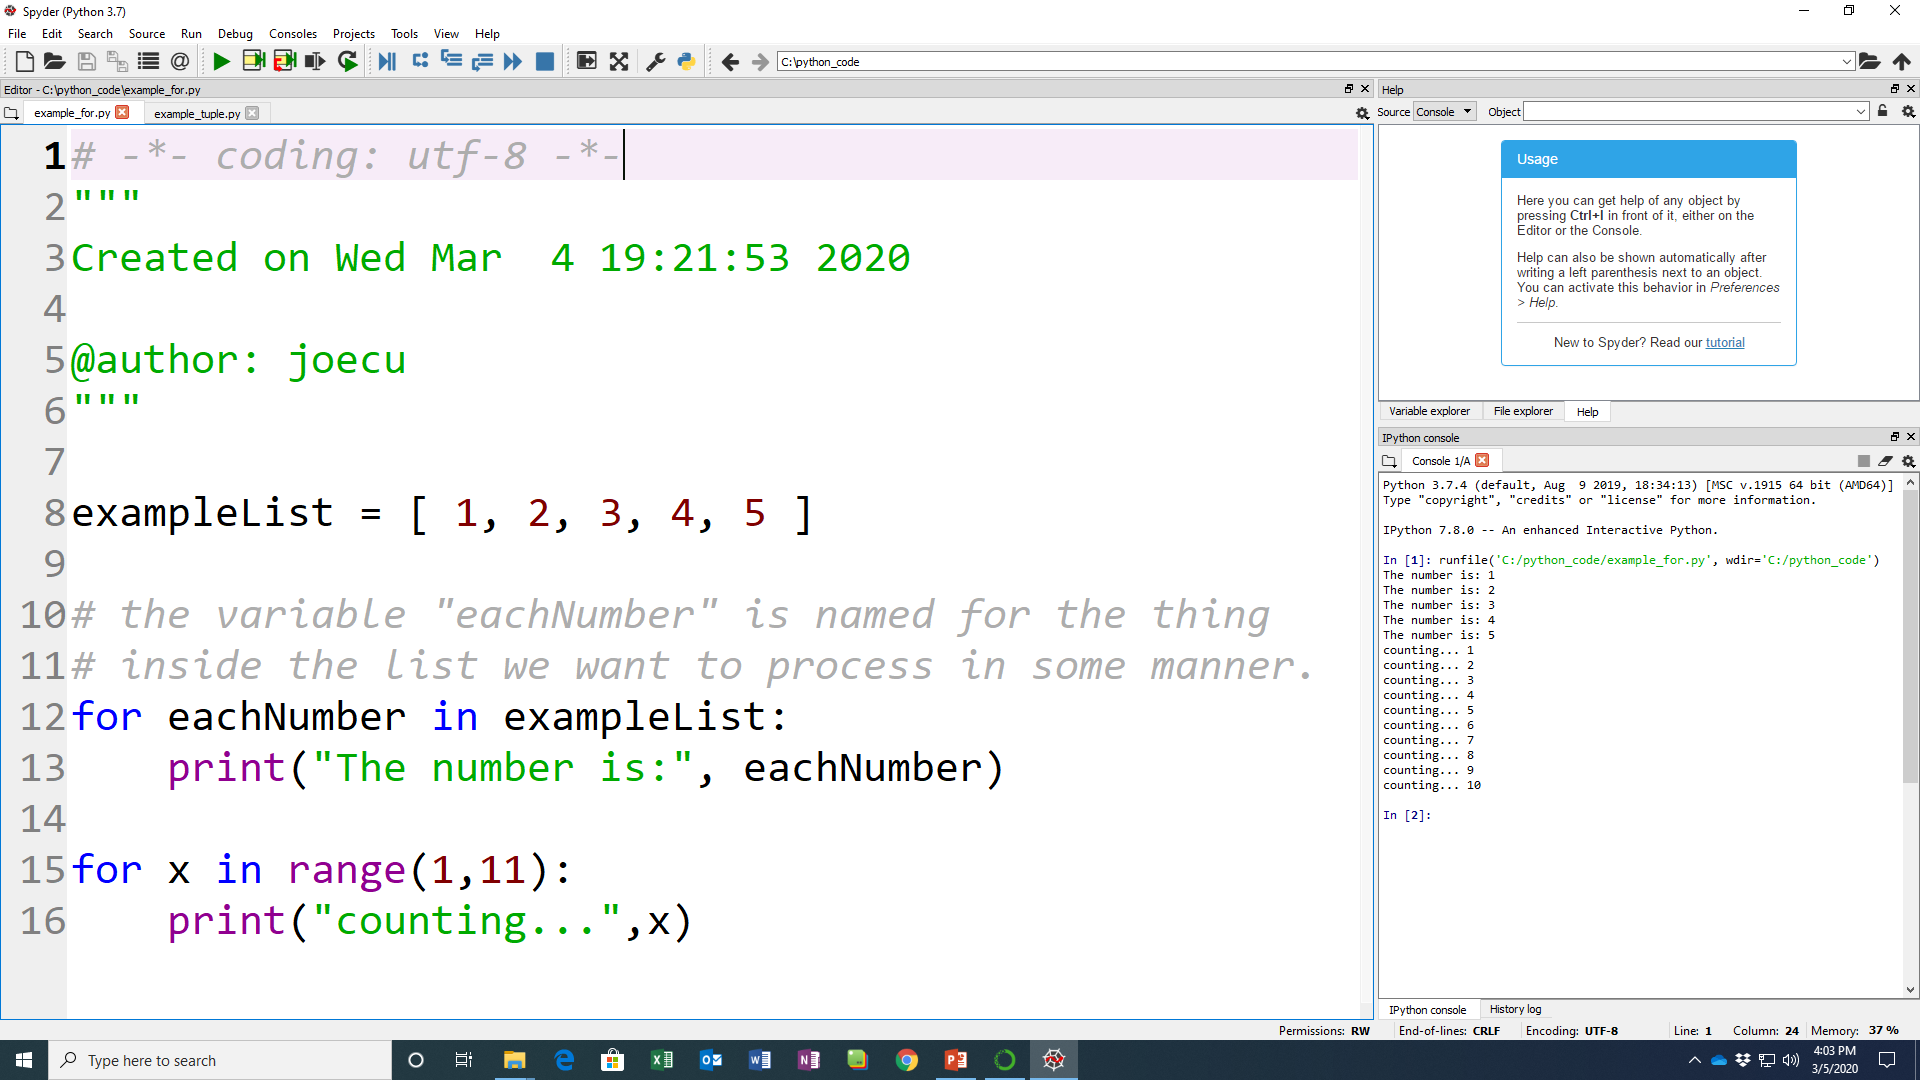 Spyder (Python 3.7)
File Edit Search Source Run Debug Consoles Projects Tools View Help
C:\python_code
Editor - C:\python_code\example_for.py
example_for.py example_tuple.py
1 # -*- coding: utf-8 -*-
2 """
3 Created on Wed Mar  4 19:21:53 2020
4
5 @author: joecu
6 """
7
8 exampleList = [ 1, 2, 3, 4, 5 ]
9
10 # the variable "eachNumber" is named for the thing
11 # inside the list we want to process in some manner.
12 for eachNumber in exampleList:
13     print("The number is:", eachNumber)
14
15 for x in range(1,11):
16     print("counting...",x)
Help
Source Console Object
Usage
Here you can get help of any object by
pressing Ctrl+I in front of it, either on the
Editor or the Console.
Help can also be shown automatically after
writing a left parenthesis next to an object.
You can activate this behavior in Preferences
> Help.
New to Spyder? Read our tutorial
Variable explorer File explorer Help
IPython console
Console 1/A
Python 3.7.4 (default, Aug  9 2019, 18:34:13) [MSC v.1915 64 bit (AMD64)]
Type "copyright", "credits" or "license" for more information.
IPython 7.8.0 -- An enhanced Interactive Python.
In [1]: runfile('C:/python_code/example_for.py', wdir='C:/python_code')
The number is: 1
The number is: 2
The number is: 3
The number is: 4
The number is: 5
counting... 1
counting... 2
counting... 3
counting... 4
counting... 5
counting... 6
counting... 7
counting... 8
counting... 9
counting... 10
In [2]:
IPython console History log
Permissions: RW End-of-lines: CRLF Encoding: UTF-8 Line: 1 Column: 24 Memory: 37 %
Type here to search
4:03 PM
3/5/2020